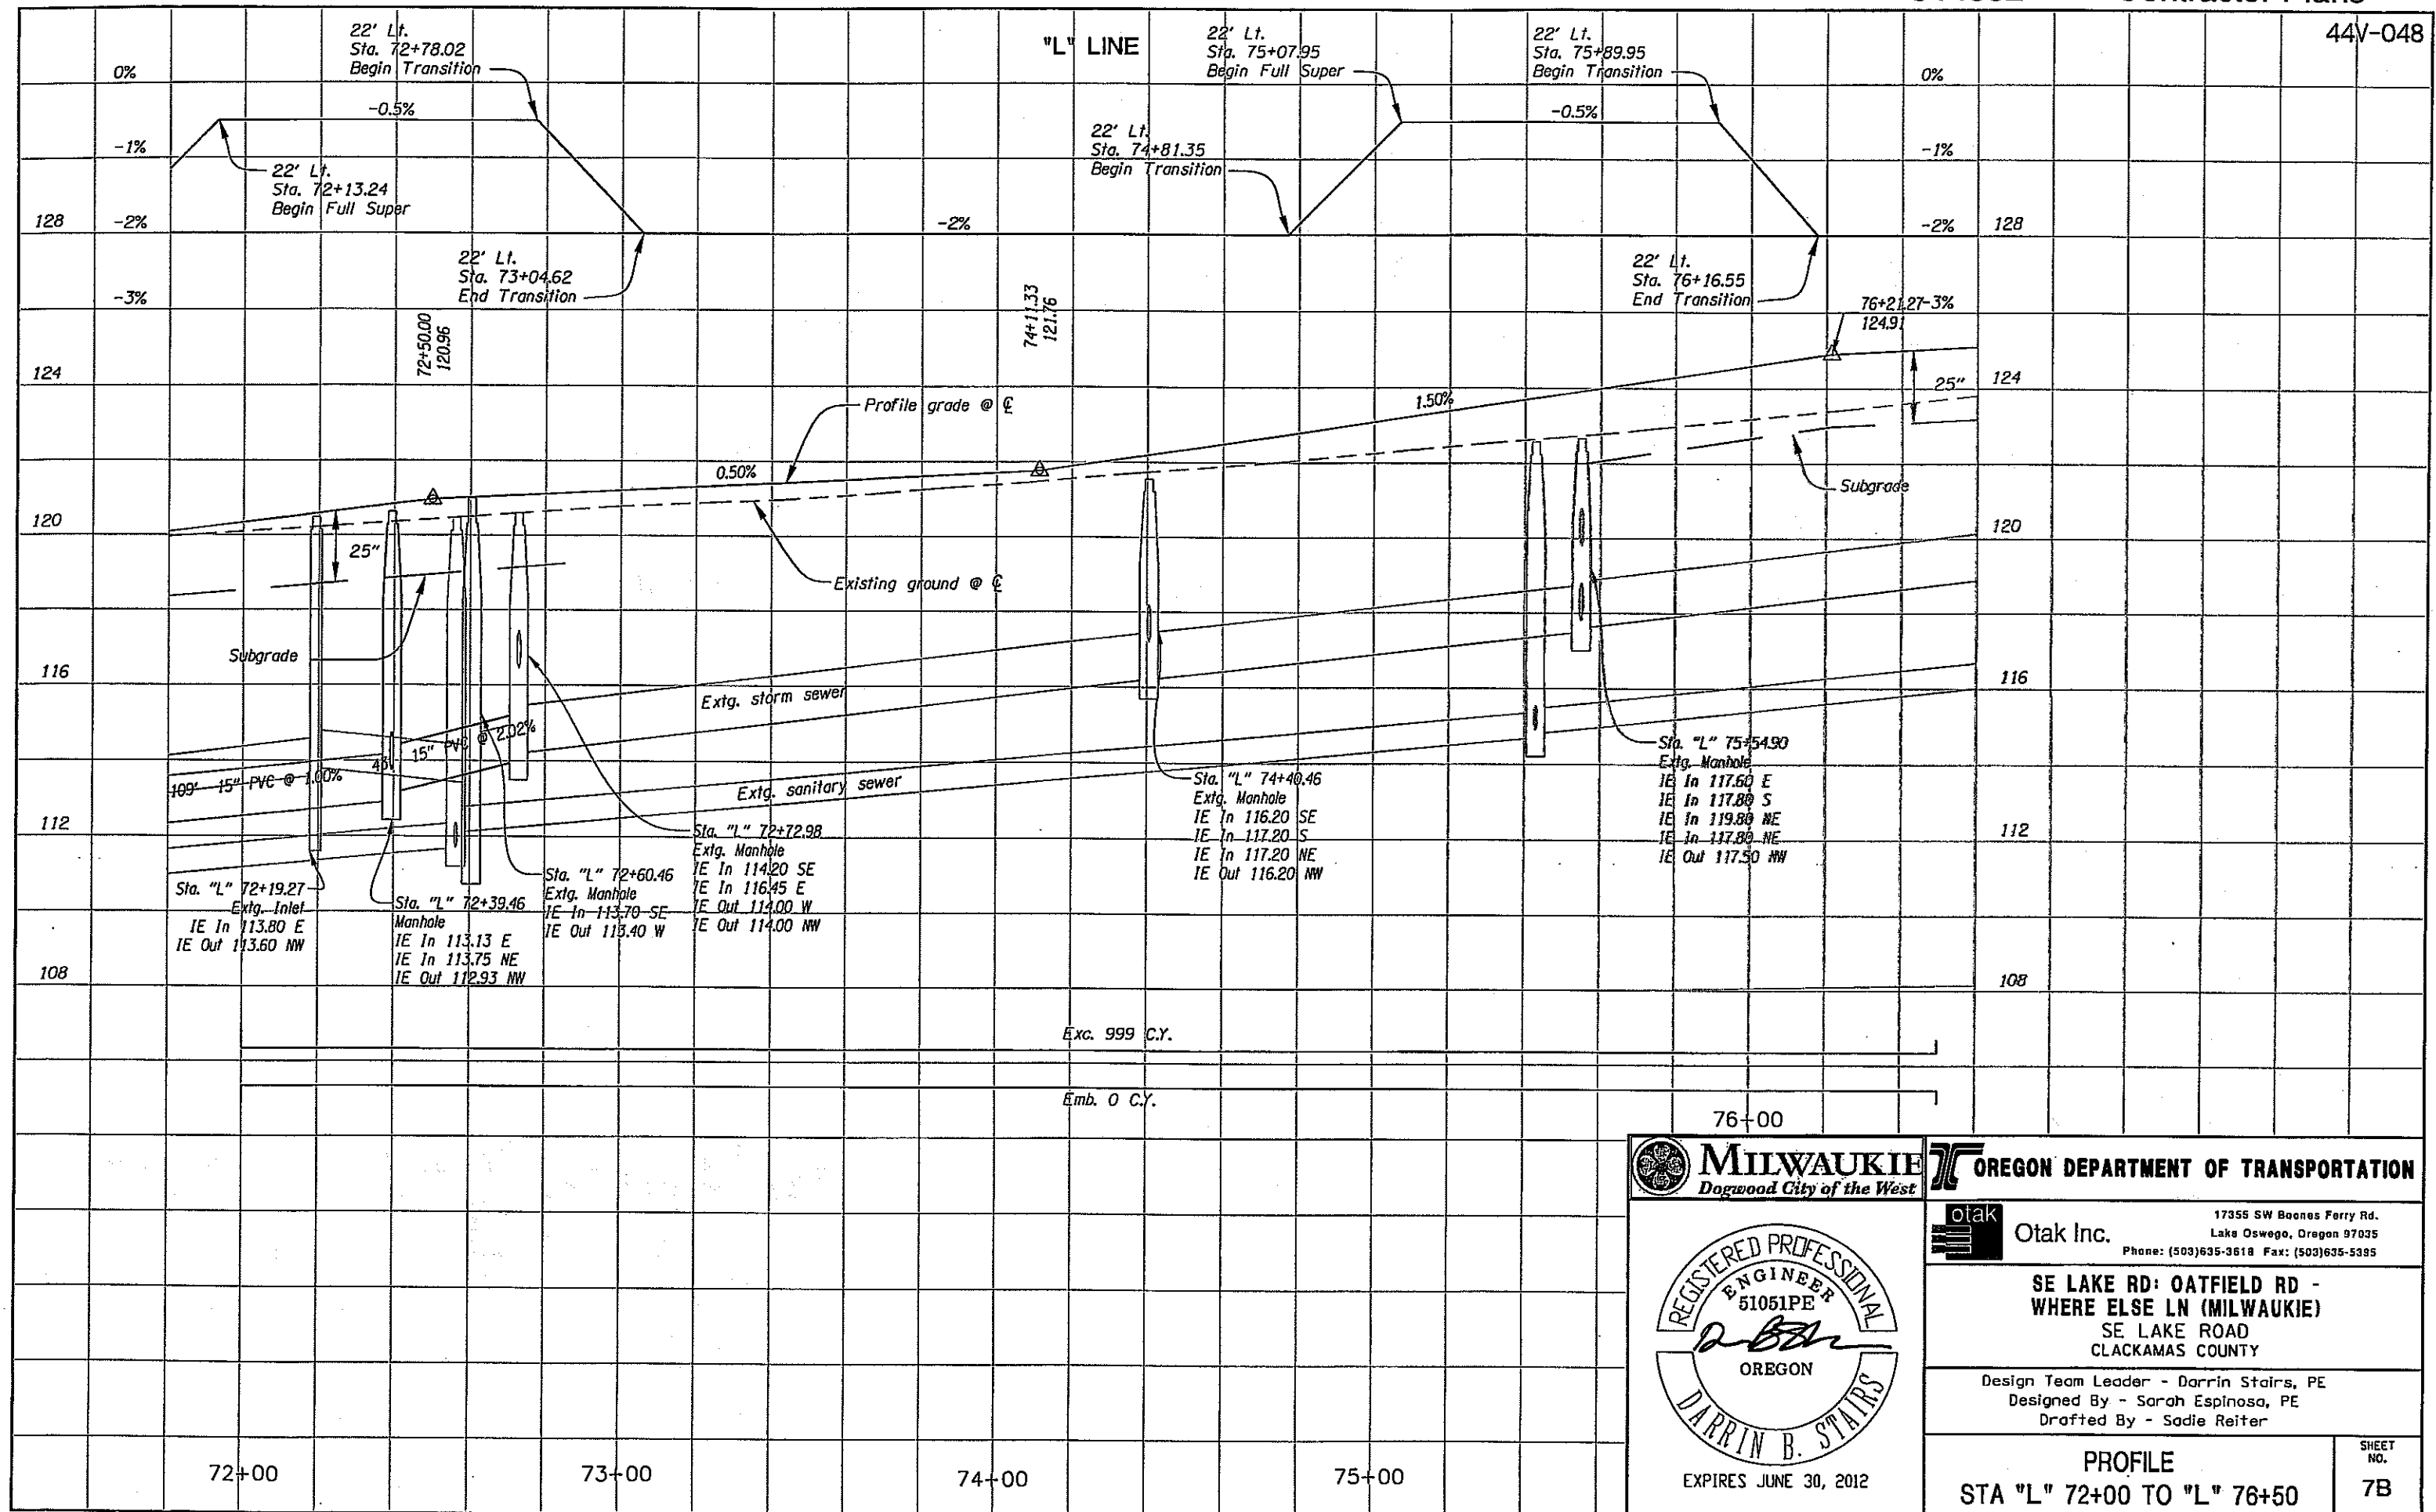 44V-048
"L" LINE
22' Lt.
Sta. 72+78.02
Begin Transition
22' Lt.
Sta. 75+07.95
Begin Full Super
22' Lt.
Sta. 75+89.95
Begin Transition
0%
0%
-0.5%
-0.5%
-1%
-1%
22' Lt.
Sta. 72+13.24
Begin Full Super
22' Lt.
Sta. 74+81.35
Begin Transition
128
-2%
-2%
-2%
128
22' Lt.
Sta. 73+04.62
End Transition
22' Lt.
Sta. 76+16.55
End Transition
-3%
-3%
72+50.00
120.96
74+11.33
121.76
76+21.27
124.91
124
124
25"
Profile grade @ ℄
1.50%
0.50%
Subgrade
120
120
25"
Existing ground @ ℄
Subgrade
116
116
Extg. storm sewer
15" PVC @ 2.02%
109' 15" PVC @ 1.00%
Extg. sanitary sewer
112
112
Sta. "L" 72+19.27
Extg. Inlet
IE In 113.80 E
IE Out 113.60 NW
Sta. "L" 72+39.46
Manhole
IE In 113.13 E
IE In 113.75 NE
IE Out 112.93 NW
Sta. "L" 72+60.46
Extg. Manhole
IE In 113.70 SE
IE Out 113.40 W
Sta. "L" 72+72.98
Extg. Manhole
IE In 114.20 SE
IE In 116.45 E
IE Out 114.00 W
IE Out 114.00 NW
Sta. "L" 74+40.46
Extg. Manhole
IE In 116.20 SE
IE In 117.20 S
IE In 117.20 NE
IE Out 116.20 NW
Sta. "L" 75+54.90
Extg. Manhole
IE In 117.60 E
IE In 117.80 S
IE In 119.80 NE
IE In 117.80 NE
IE Out 117.50 NW
108
108
Exc. 999 C.Y.
Emb. 0 C.Y.
72+00
73+00
74+00
75+00
76+00
MILWAUKIE
Dogwood City of the West
OREGON DEPARTMENT OF TRANSPORTATION
otak
Otak Inc.
17355 SW Boones Ferry Rd.
Lake Oswego, Oregon 97035
Phone: (503)635-3618 Fax: (503)635-5395
REGISTERED PROFESSIONAL
ENGINEER
51051PE
OREGON
DARRIN B. STAIRS
EXPIRES JUNE 30, 2012
SE LAKE RD: OATFIELD RD -
WHERE ELSE LN (MILWAUKIE)
SE LAKE ROAD
CLACKAMAS COUNTY
Design Team Leader - Darrin Stairs, PE
Designed By - Sarah Espinosa, PE
Drafted By - Sadie Reiter
PROFILE
STA "L" 72+00 TO "L" 76+50
SHEET
NO.
7B